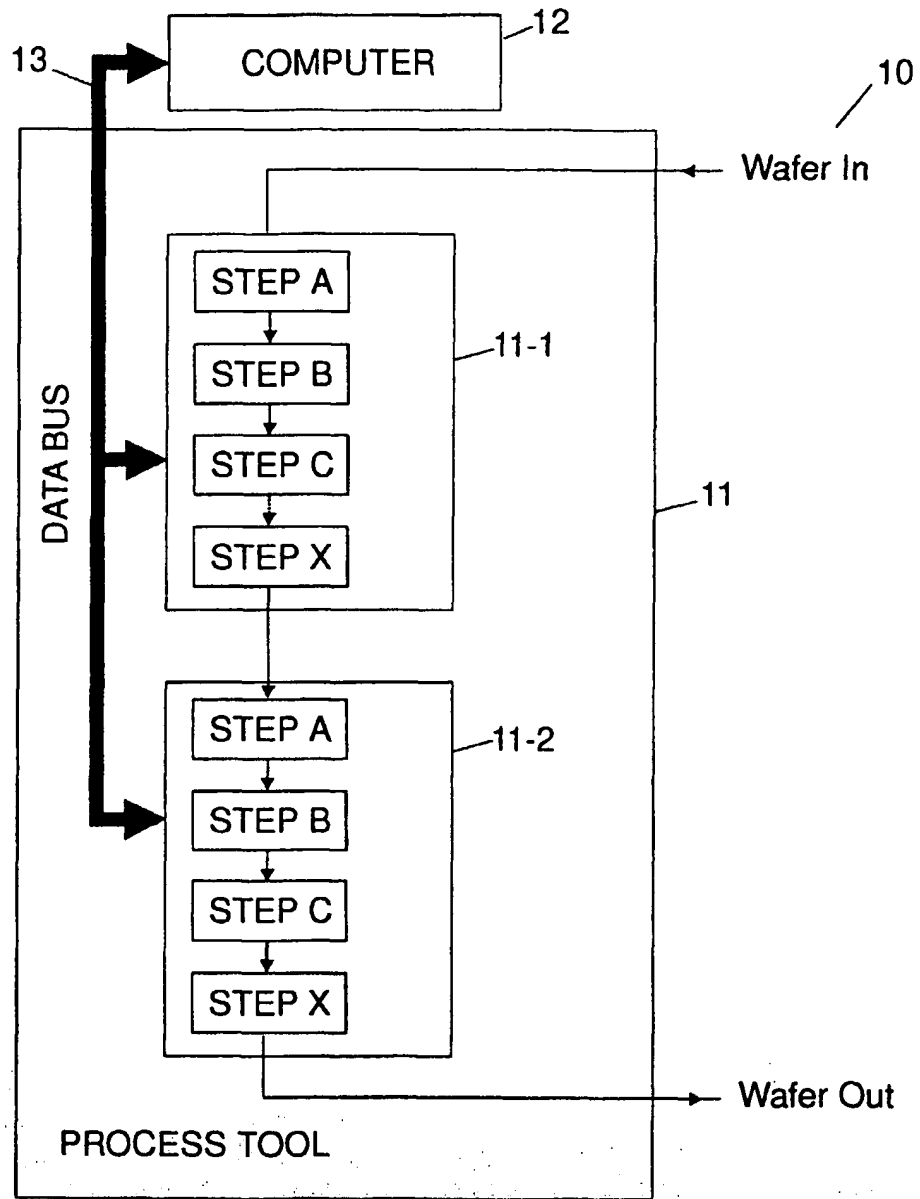 12
13
COMPUTER
10
Wafer In
STEP A
11-1
STEP B
DATA BUS
STEP C
11
STEP X
STEP A
11-2
STEP B
STEP C
STEP X
Wafer Out
PROCESS TOOL